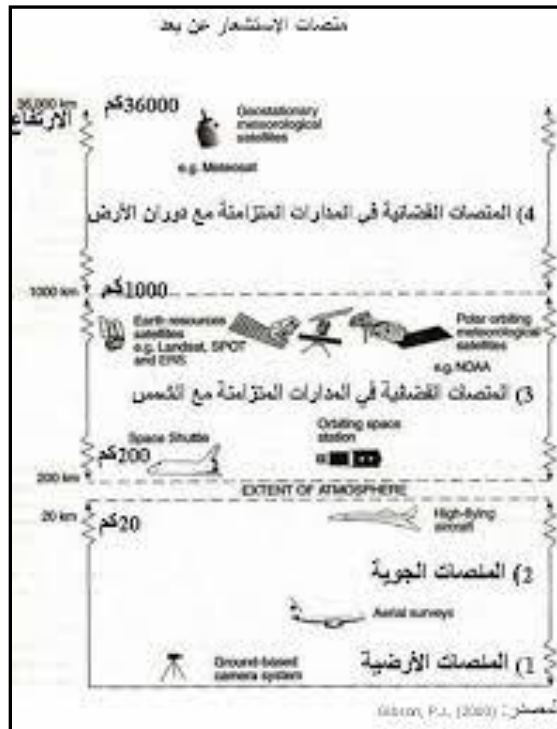 منصات الإستشعار عن بعد
36,000 km
36000كم
الارتفاع
Geostationary
meteorological
satellites
e.g. Meteosat
4) المنصات الفضائية في المدارات المتزامنة مع دوران الأرض
1000 km
1000كم
Earth resources
satellites
e.g. Landsat, SPOT
and ERS
Polar orbiting
meteorological
satellites
e.g. NOAA
3) المنصات الفضائية في المدارات المتزامنة مع الشمس
Space Shuttle
Orbiting space
station
200كم
200 km
EXTENT OF ATMOSPHERE
20 km
20كم
High-flying
aircraft
2) المنصات الجوية
Aerial surveys
1) المنصات الأرضية
Ground-based
camera system
المصدر: Gibson, P.J., (2000)